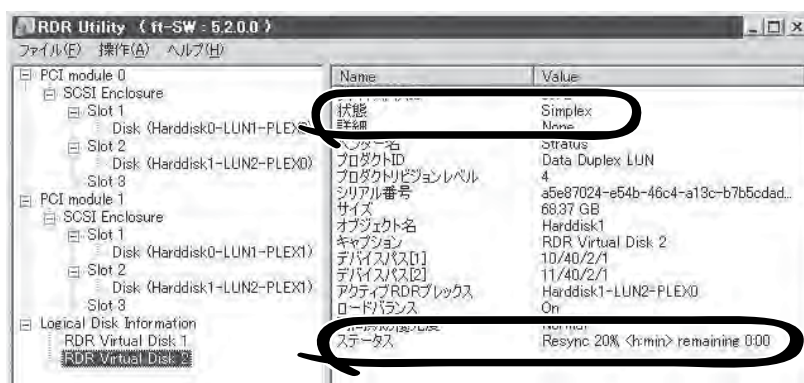 RDR Utility ( ft-SW : 5.2.0.0 )
ファイル(F) 操作(A) ヘルプ(H)
PCI module 0
SCSI Enclosure
Slot 1
Disk (Harddisk0-LUN1-PLEX0)
Slot 2
Disk (Harddisk1-LUN2-PLEX0)
Slot 3
PCI module 1
SCSI Enclosure
Slot 1
Disk (Harddisk0-LUN1-PLEX1)
Slot 2
Disk (Harddisk1-LUN2-PLEX1)
Slot 3
Logical Disk Information
RDR Virtual Disk 1
RDR Virtual Disk 2
Name Value
状態 Simplex
詳細 None
ベンダー名 Stratus
プロダクトID Data Duplex LUN
プロダクトリビジョンレベル 4
シリアル番号 a5e87024-e54b-46c4-a13c-b7b5cdad...
サイズ 68.37 GB
オブジェクト名 Harddisk1
キャプション RDR Virtual Disk 2
デバイスパス[1] 10/40/2/1
デバイスパス[2] 11/40/2/1
アクティブRDRプレックス Harddisk1-LUN2-PLEX0
ロードバランス On
Normal
ステータス Resync 20% <h:min> remaining 0:00